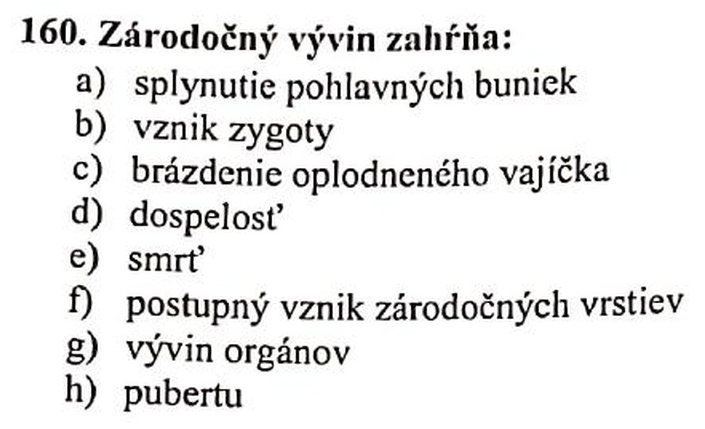 160. Zárodočný vývin zahŕňa:
a) splynutie pohlavných buniek
b) vznik zygoty
c) brázdenie oplodneného vajíčka
d) dospelosť
e) smrť
f) postupný vznik zárodočných vrstiev
g) vývin orgánov
h) pubertu